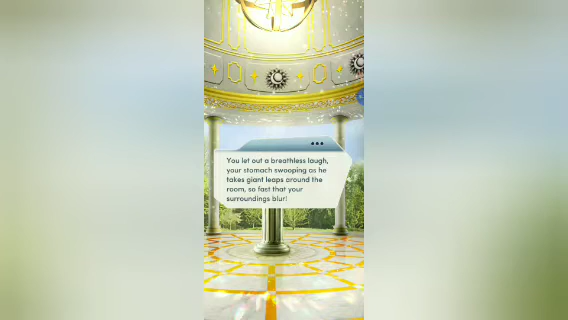 You let out a breathless laugh,
your stomach swooping as he
takes giant leaps around the
room, so fast that your
surroundings blur!